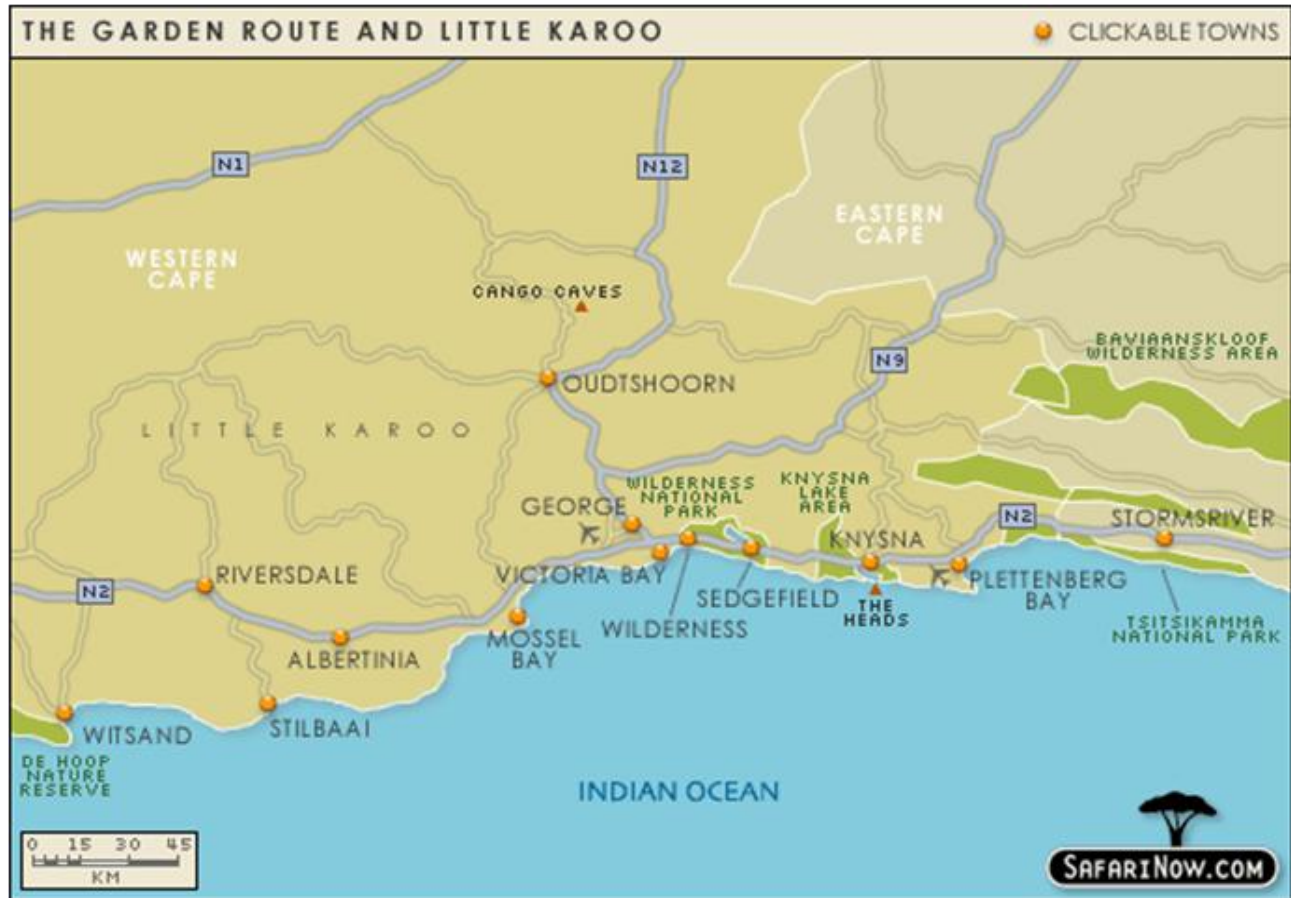 THE GARDEN ROUTE AND LITTLE KAROO
CLICKABLE TOWNS
N1
N12
EASTERN
CAPE
WESTERN
CAPE
CANGO CAVES
BAVIAANSKLOOF
WILDERNESS AREA
N9
OUDTSHOORN
LITTLE KAROO
WILDERNESS
NATIONAL
PARK
KNYSNA
LAKE
AREA
GEORGE
N2
STORMSRIVER
KNYSNA
VICTORIA BAY
RIVERSDALE
N2
PLETTENBERG
BAY
SEDGEFIELD
THE
HEADS
WILDERNESS
MOSSEL
BAY
TSITSIKAMMA
NATIONAL PARK
ALBERTINIA
STILBAAI
WITSAND
DE HOOP
NATURE
RESERVE
INDIAN OCEAN
0 15 30 45
KM
SAFARINOW.COM